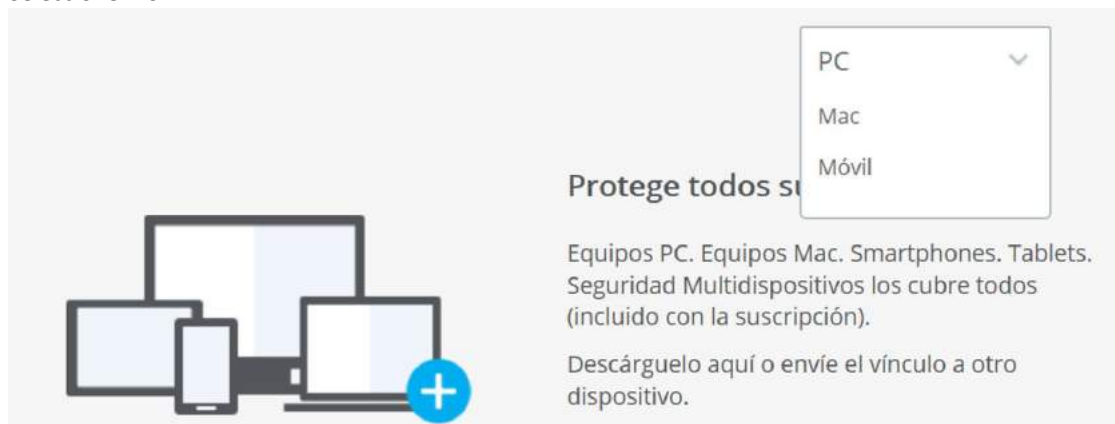 PC
Mac
Móvil
Protege todos
Equipos PC. Equipos Mac. Smartphones. Tablets.
Seguridad Multidispositivos los cubre todos
(incluido con la suscripción).
Descárguelo aquí o envíe el vínculo a otro
dispositivo.